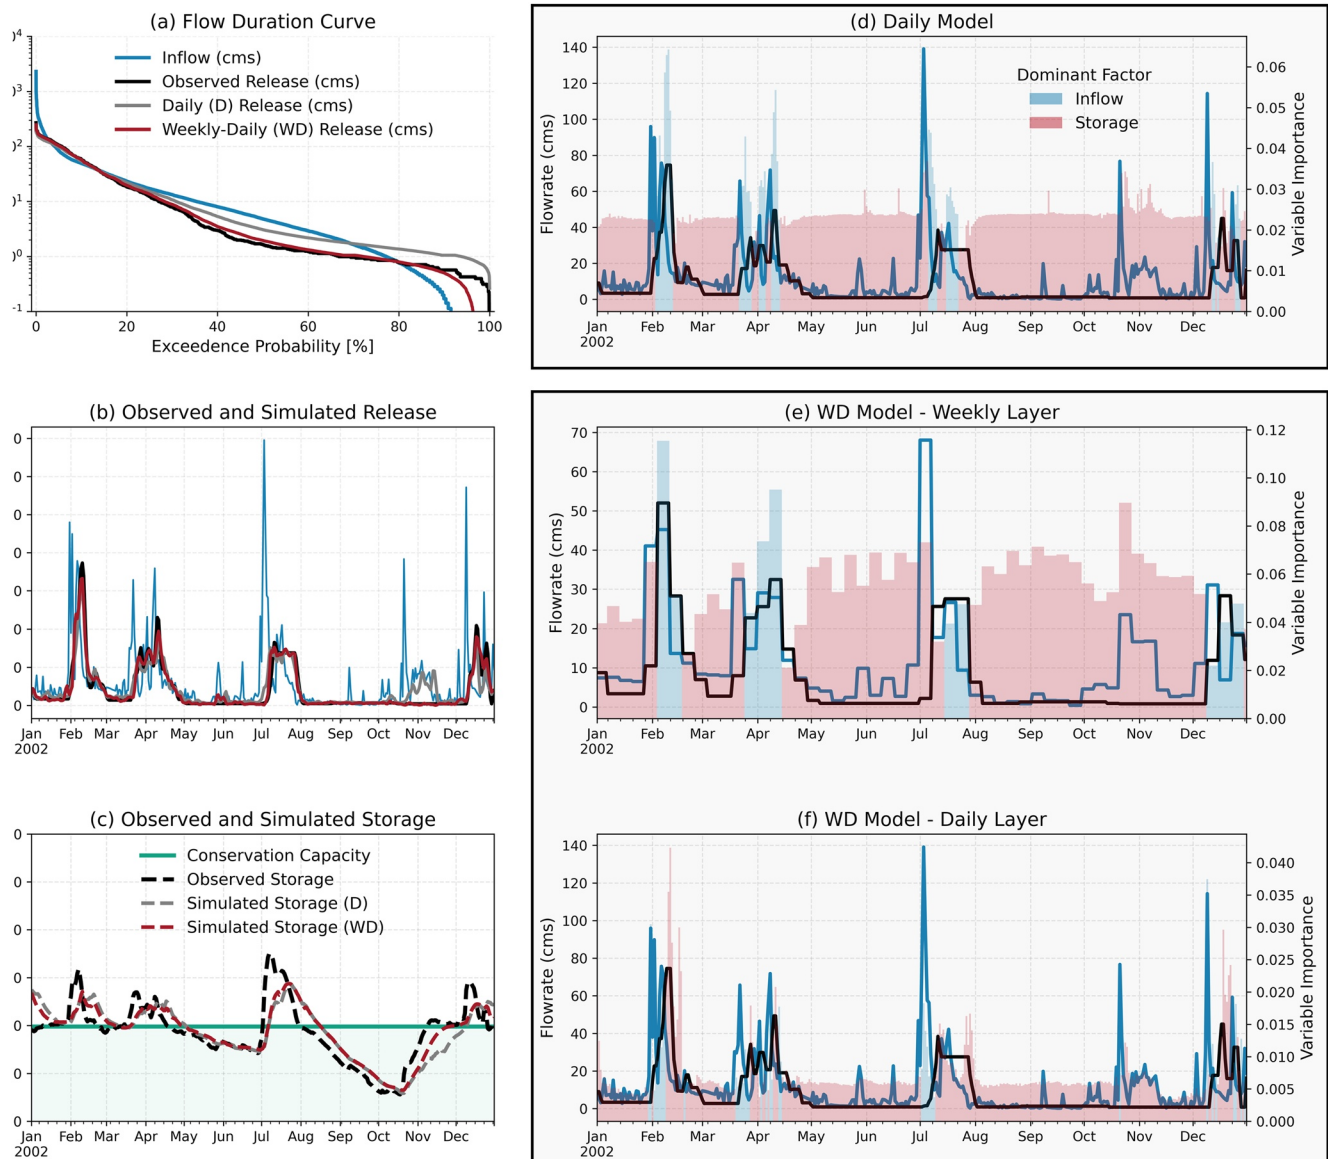 (a) Flow Duration Curve
Inflow (cms)
Observed Release (cms)
Daily (D) Release (cms)
Weekly-Daily (WD) Release (cms)
0 20 40 60 80 100
Exceedence Probability [%]
(b) Observed and Simulated Release
Jan Feb Mar Apr May Jun Jul Aug Sep Oct Nov Dec
2002
(c) Observed and Simulated Storage
Conservation Capacity
Observed Storage
Simulated Storage (D)
Simulated Storage (WD)
Jan Feb Mar Apr May Jun Jul Aug Sep Oct Nov Dec
2002
(d) Daily Model
Flowrate (cms)
140
120
100
80
60
40
20
0
Dominant Factor
Inflow
Storage
0.06
0.05
0.04
0.03
0.02
0.01
0.00
Variable Importance
Jan Feb Mar Apr May Jun Jul Aug Sep Oct Nov Dec
2002
(e) WD Model - Weekly Layer
Flowrate (cms)
70
60
50
40
30
20
10
0
0.12
0.10
0.08
0.06
0.04
0.02
0.00
Variable Importance
Jan Feb Mar Apr May Jun Jul Aug Sep Oct Nov Dec
2002
(f) WD Model - Daily Layer
Flowrate (cms)
140
120
100
80
60
40
20
0
0.040
0.035
0.030
0.025
0.020
0.015
0.010
0.005
0.000
Variable Importance
Jan Feb Mar Apr May Jun Jul Aug Sep Oct Nov Dec
2002